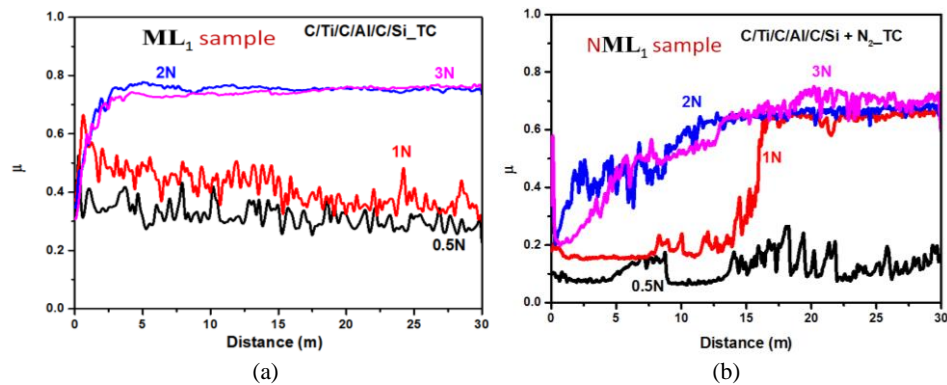 (a)
ML₁ sample
C/Ti/C/Al/C/Si_TC
2N
3N
1N
0.5N
μ
1.0
0.8
0.6
0.4
0.2
0.0
0
5
10
15
20
25
30
Distance (m)
(a)
(b)
NML₁ sample
C/Ti/C/Al/C/Si + N₂_TC
3N
2N
1N
0.5N
μ
1.0
0.8
0.6
0.4
0.2
0.0
0
5
10
15
20
25
30
Distance (m)
(b)